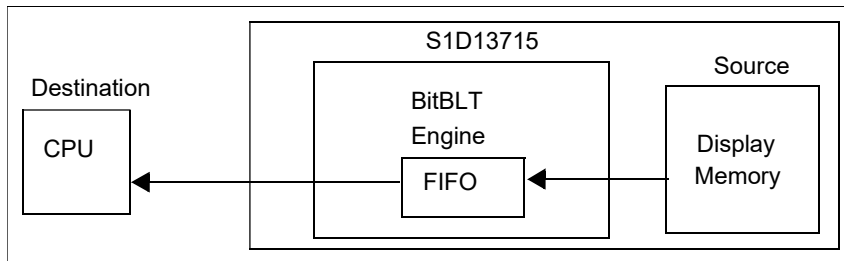 S1D13715
Source
Destination
BitBLT
Engine
CPU
FIFO
Display
Memory